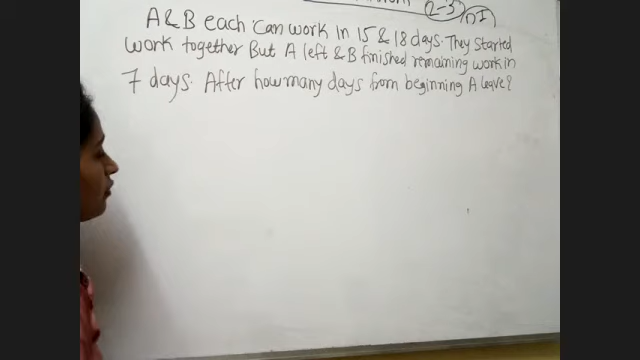 2-3
A & B each can work in 15 & 18 days. They started
work together But A left & B finished remaining work in
7 days. After how many days from beginning A leave?